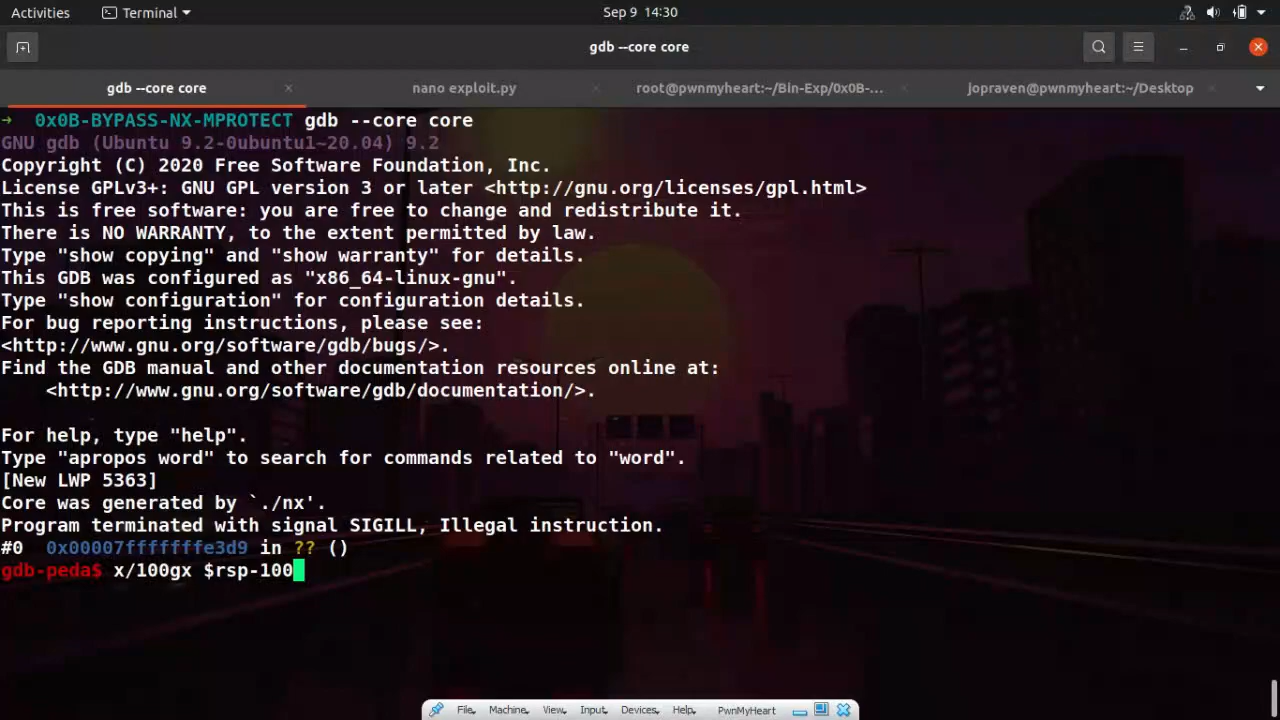 Activities Terminal Sep 9 14:30
gdb --core core
gdb --core core nano exploit.py root@pwnmyheart:~/Bin-Exp/0x0B-... jopraven@pwnmyheart:~/Desktop
→ 0x0B-BYPASS-NX-MPROTECT gdb --core core
GNU gdb (Ubuntu 9.2-0ubuntu1~20.04) 9.2
Copyright (C) 2020 Free Software Foundation, Inc.
License GPLv3+: GNU GPL version 3 or later <http://gnu.org/licenses/gpl.html>
This is free software: you are free to change and redistribute it.
There is NO WARRANTY, to the extent permitted by law.
Type "show copying" and "show warranty" for details.
This GDB was configured as "x86_64-linux-gnu".
Type "show configuration" for configuration details.
For bug reporting instructions, please see:
<http://www.gnu.org/software/gdb/bugs/>.
Find the GDB manual and other documentation resources online at:
<http://www.gnu.org/software/gdb/documentation/>.
For help, type "help".
Type "apropos word" to search for commands related to "word".
[New LWP 5363]
Core was generated by `./nx'.
Program terminated with signal SIGILL, Illegal instruction.
#0 0x00007fffffffe3d9 in ?? ()
gdb-peda$ x/100gx $rsp-100
File Machine View Input Devices Help PwnMyHeart